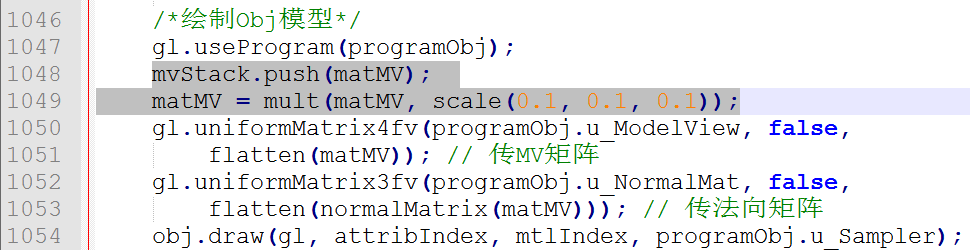 1046 /*绘制Obj模型*/
1047 gl.useProgram(programObj);
1048 mvStack.push(matMV);
1049 matMV = mult(matMV, scale(0.1, 0.1, 0.1));
1050 gl.uniformMatrix4fv(programObj.u_ModelView, false,
1051 flatten(matMV)); // 传MV矩阵
1052 gl.uniformMatrix3fv(programObj.u_NormalMat, false,
1053 flatten(normalMatrix(matMV))); // 传法向矩阵
1054 obj.draw(gl, attribIndex, mtlIndex, programObj.u_Sampler);